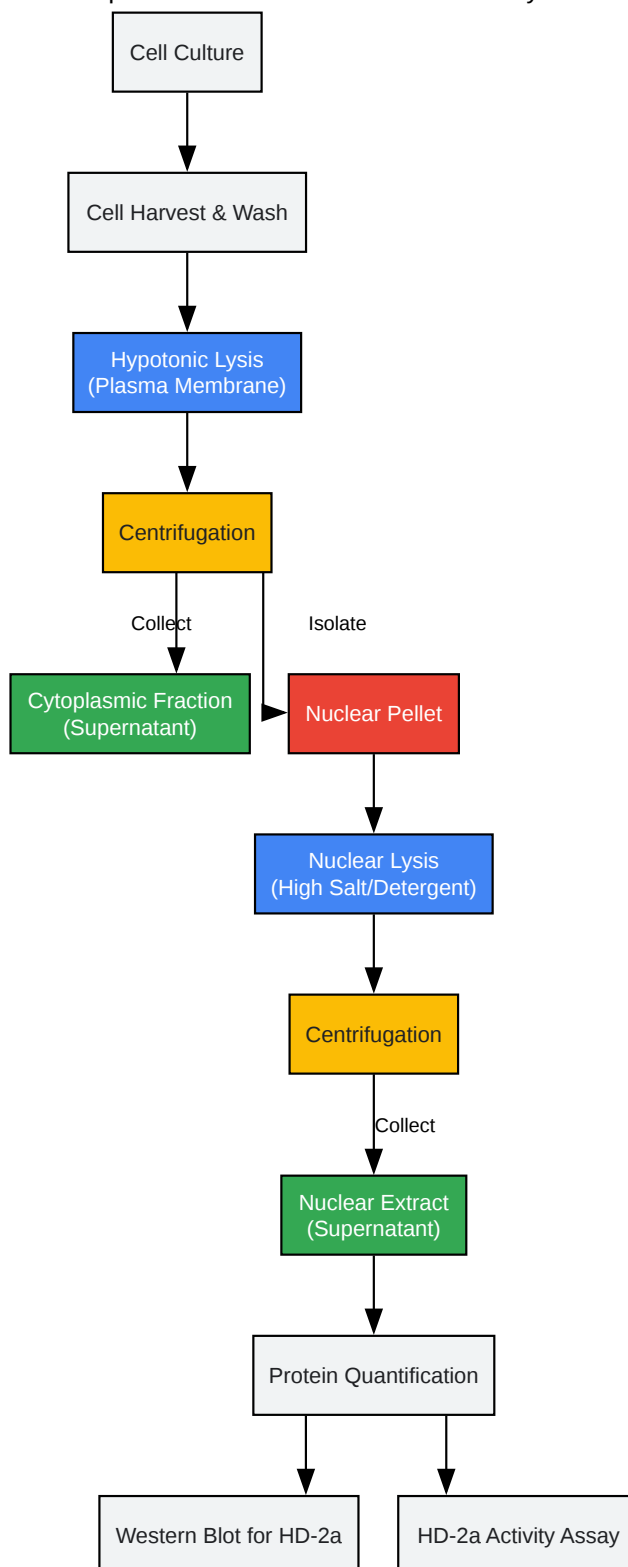 Cell Culture
Cell Harvest & Wash
Hypotonic Lysis
(Plasma Membrane)
Centrifugation
Collect
Isolate
Cytoplasmic Fraction
(Supernatant)
Nuclear Pellet
Nuclear Lysis
(High Salt/Detergent)
Centrifugation
Collect
Nuclear Extract
(Supernatant)
Protein Quantification
Western Blot for HD-2a
HD-2a Activity Assay